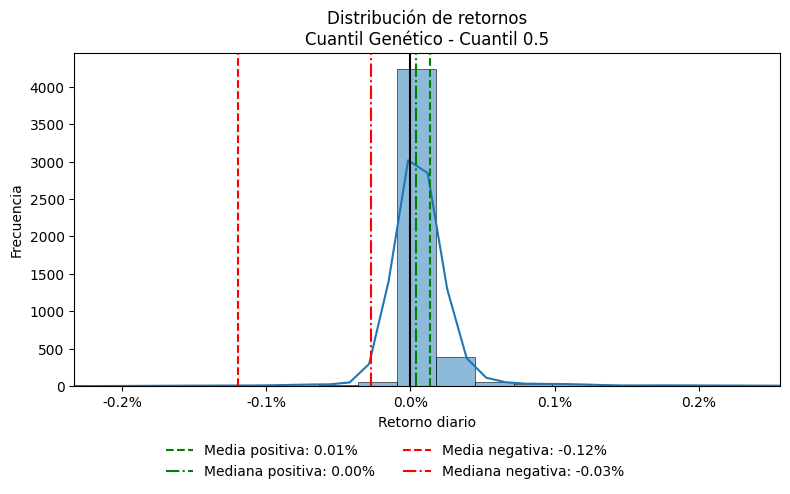 Distribución de retornos
Cuantil Genético - Cuantil 0.5
Frecuencia
4000
3500
3000
2500
2000
1500
1000
500
0
-0.2%
-0.1%
0.0%
0.1%
0.2%
Retorno diario
Media positiva: 0.01%
Mediana positiva: 0.00%
Media negativa: -0.12%
Mediana negativa: -0.03%